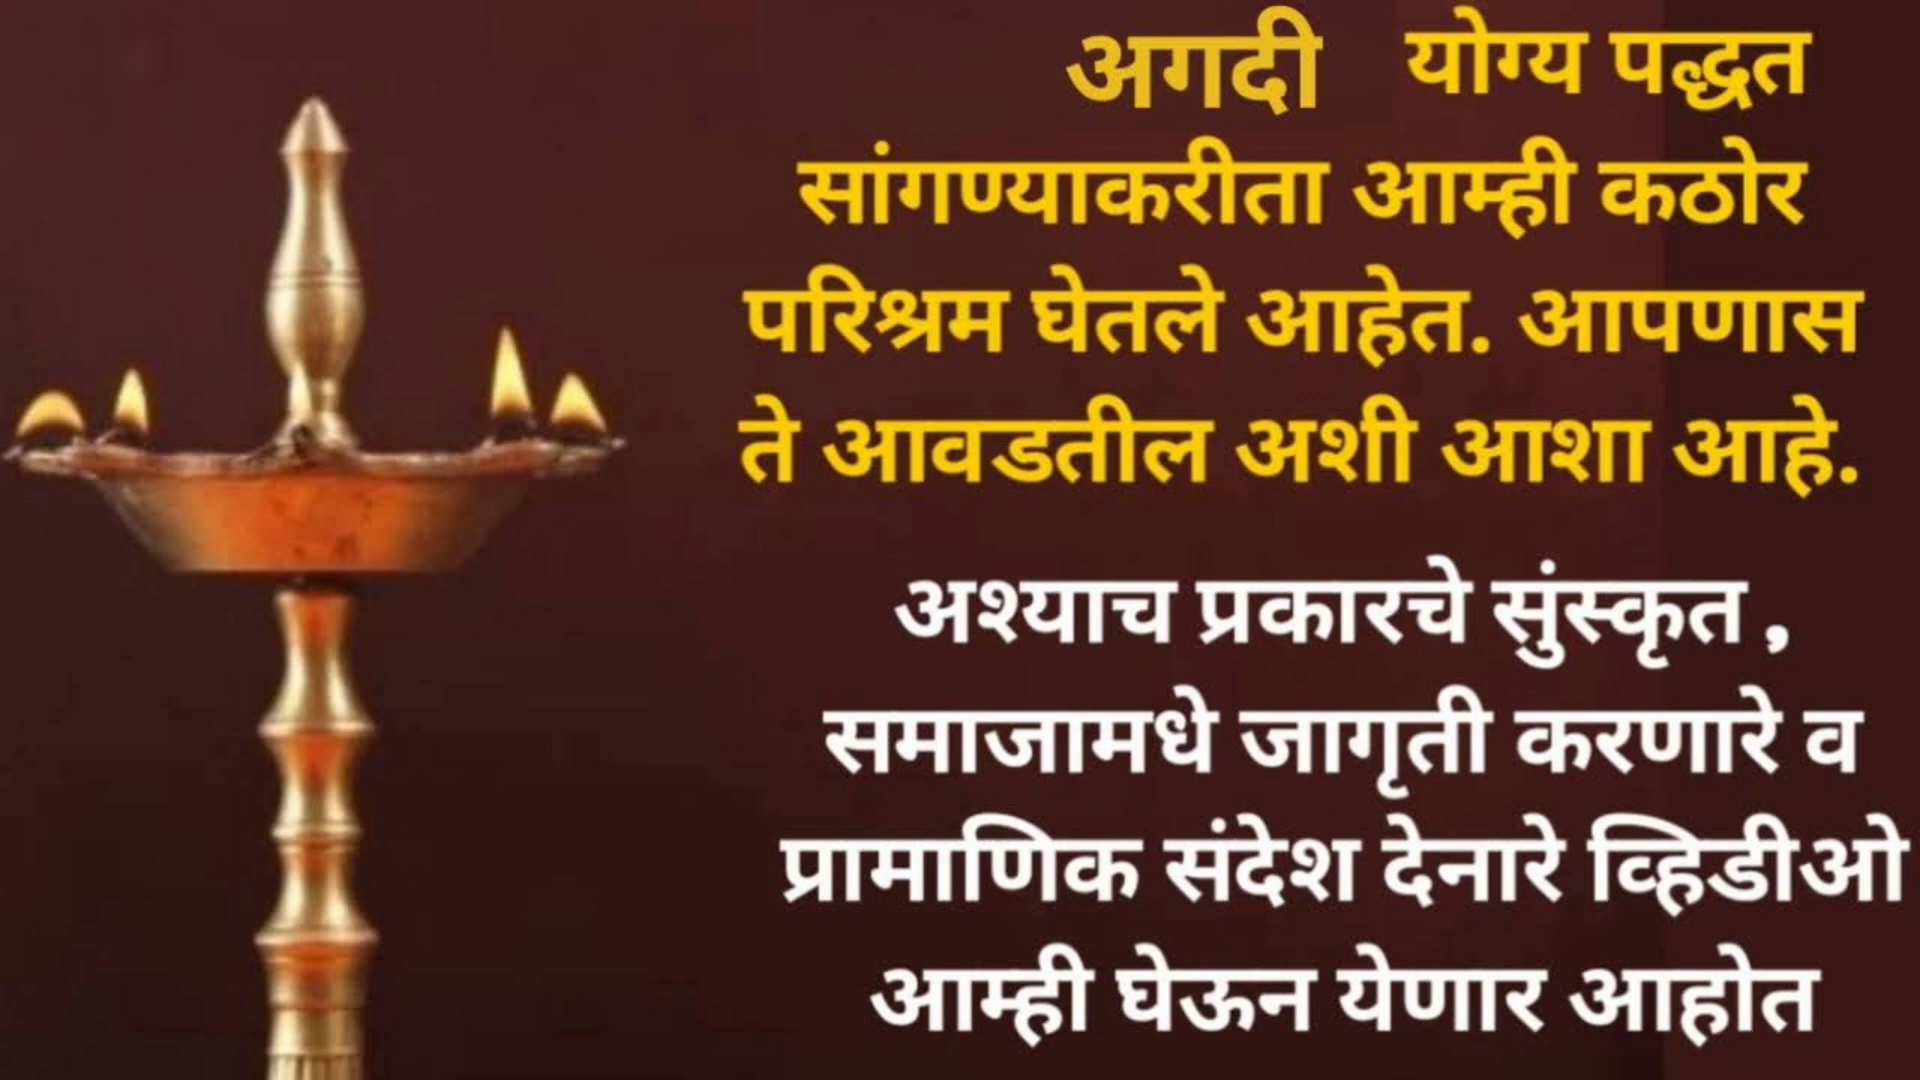 अगदी योग्य पद्धत
सांगण्याकरीता आम्ही कठोर
परिश्रम घेतले आहेत. आपणास
ते आवडतील अशी आशा आहे.
अश्याच प्रकारचे सुंस्कृत ,
समाजामधे जागृती करणारे व
प्रामाणिक संदेश देनारे व्हिडीओ
आम्ही घेऊन येणार आहोत